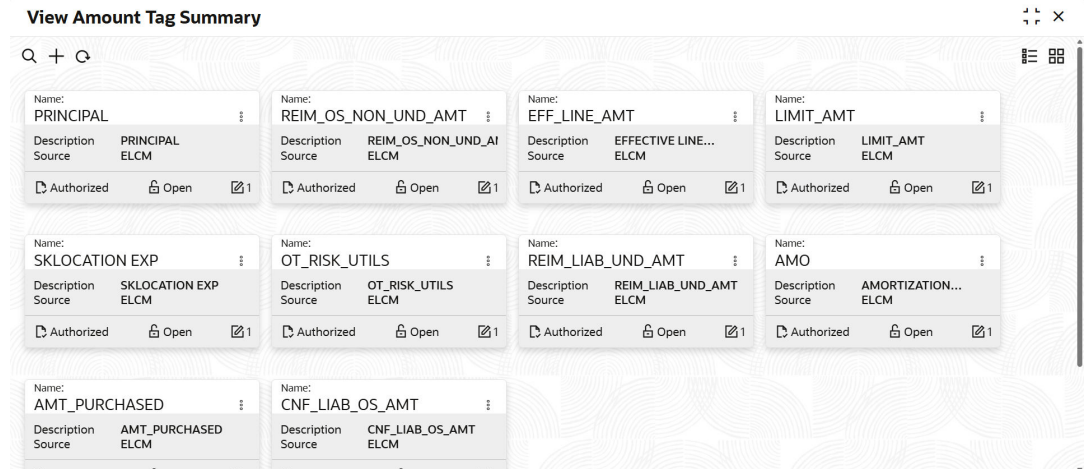 View Amount Tag Summary
Name:
PRINCIPAL
Description PRINCIPAL
Source ELCM
Authorized Open 1
Name:
REIM_OS_NON_UND_AMT
Description REIM_OS_NON_UND_AM
Source ELCM
Authorized Open 1
Name:
EFF_LINE_AMT
Description EFFECTIVE LINE...
Source ELCM
Authorized Open 1
Name:
LIMIT_AMT
Description LIMIT_AMT
Source ELCM
Authorized Open 1
Name:
SKLOCATION EXP
Description SKLOCATION EXP
Source ELCM
Authorized Open 1
Name:
OT_RISK_UTILS
Description OT_RISK_UTILS
Source ELCM
Authorized Open 1
Name:
REIM_LIAB_UND_AMT
Description REIM_LIAB_UND_AMT
Source ELCM
Authorized Open 1
Name:
AMO
Description AMORTIZATION...
Source ELCM
Authorized Open 1
Name:
AMT_PURCHASED
Description AMT_PURCHASED
Source ELCM
Name:
CNF_LIAB_OS_AMT
Description CNF_LIAB_OS_AMT
Source ELCM